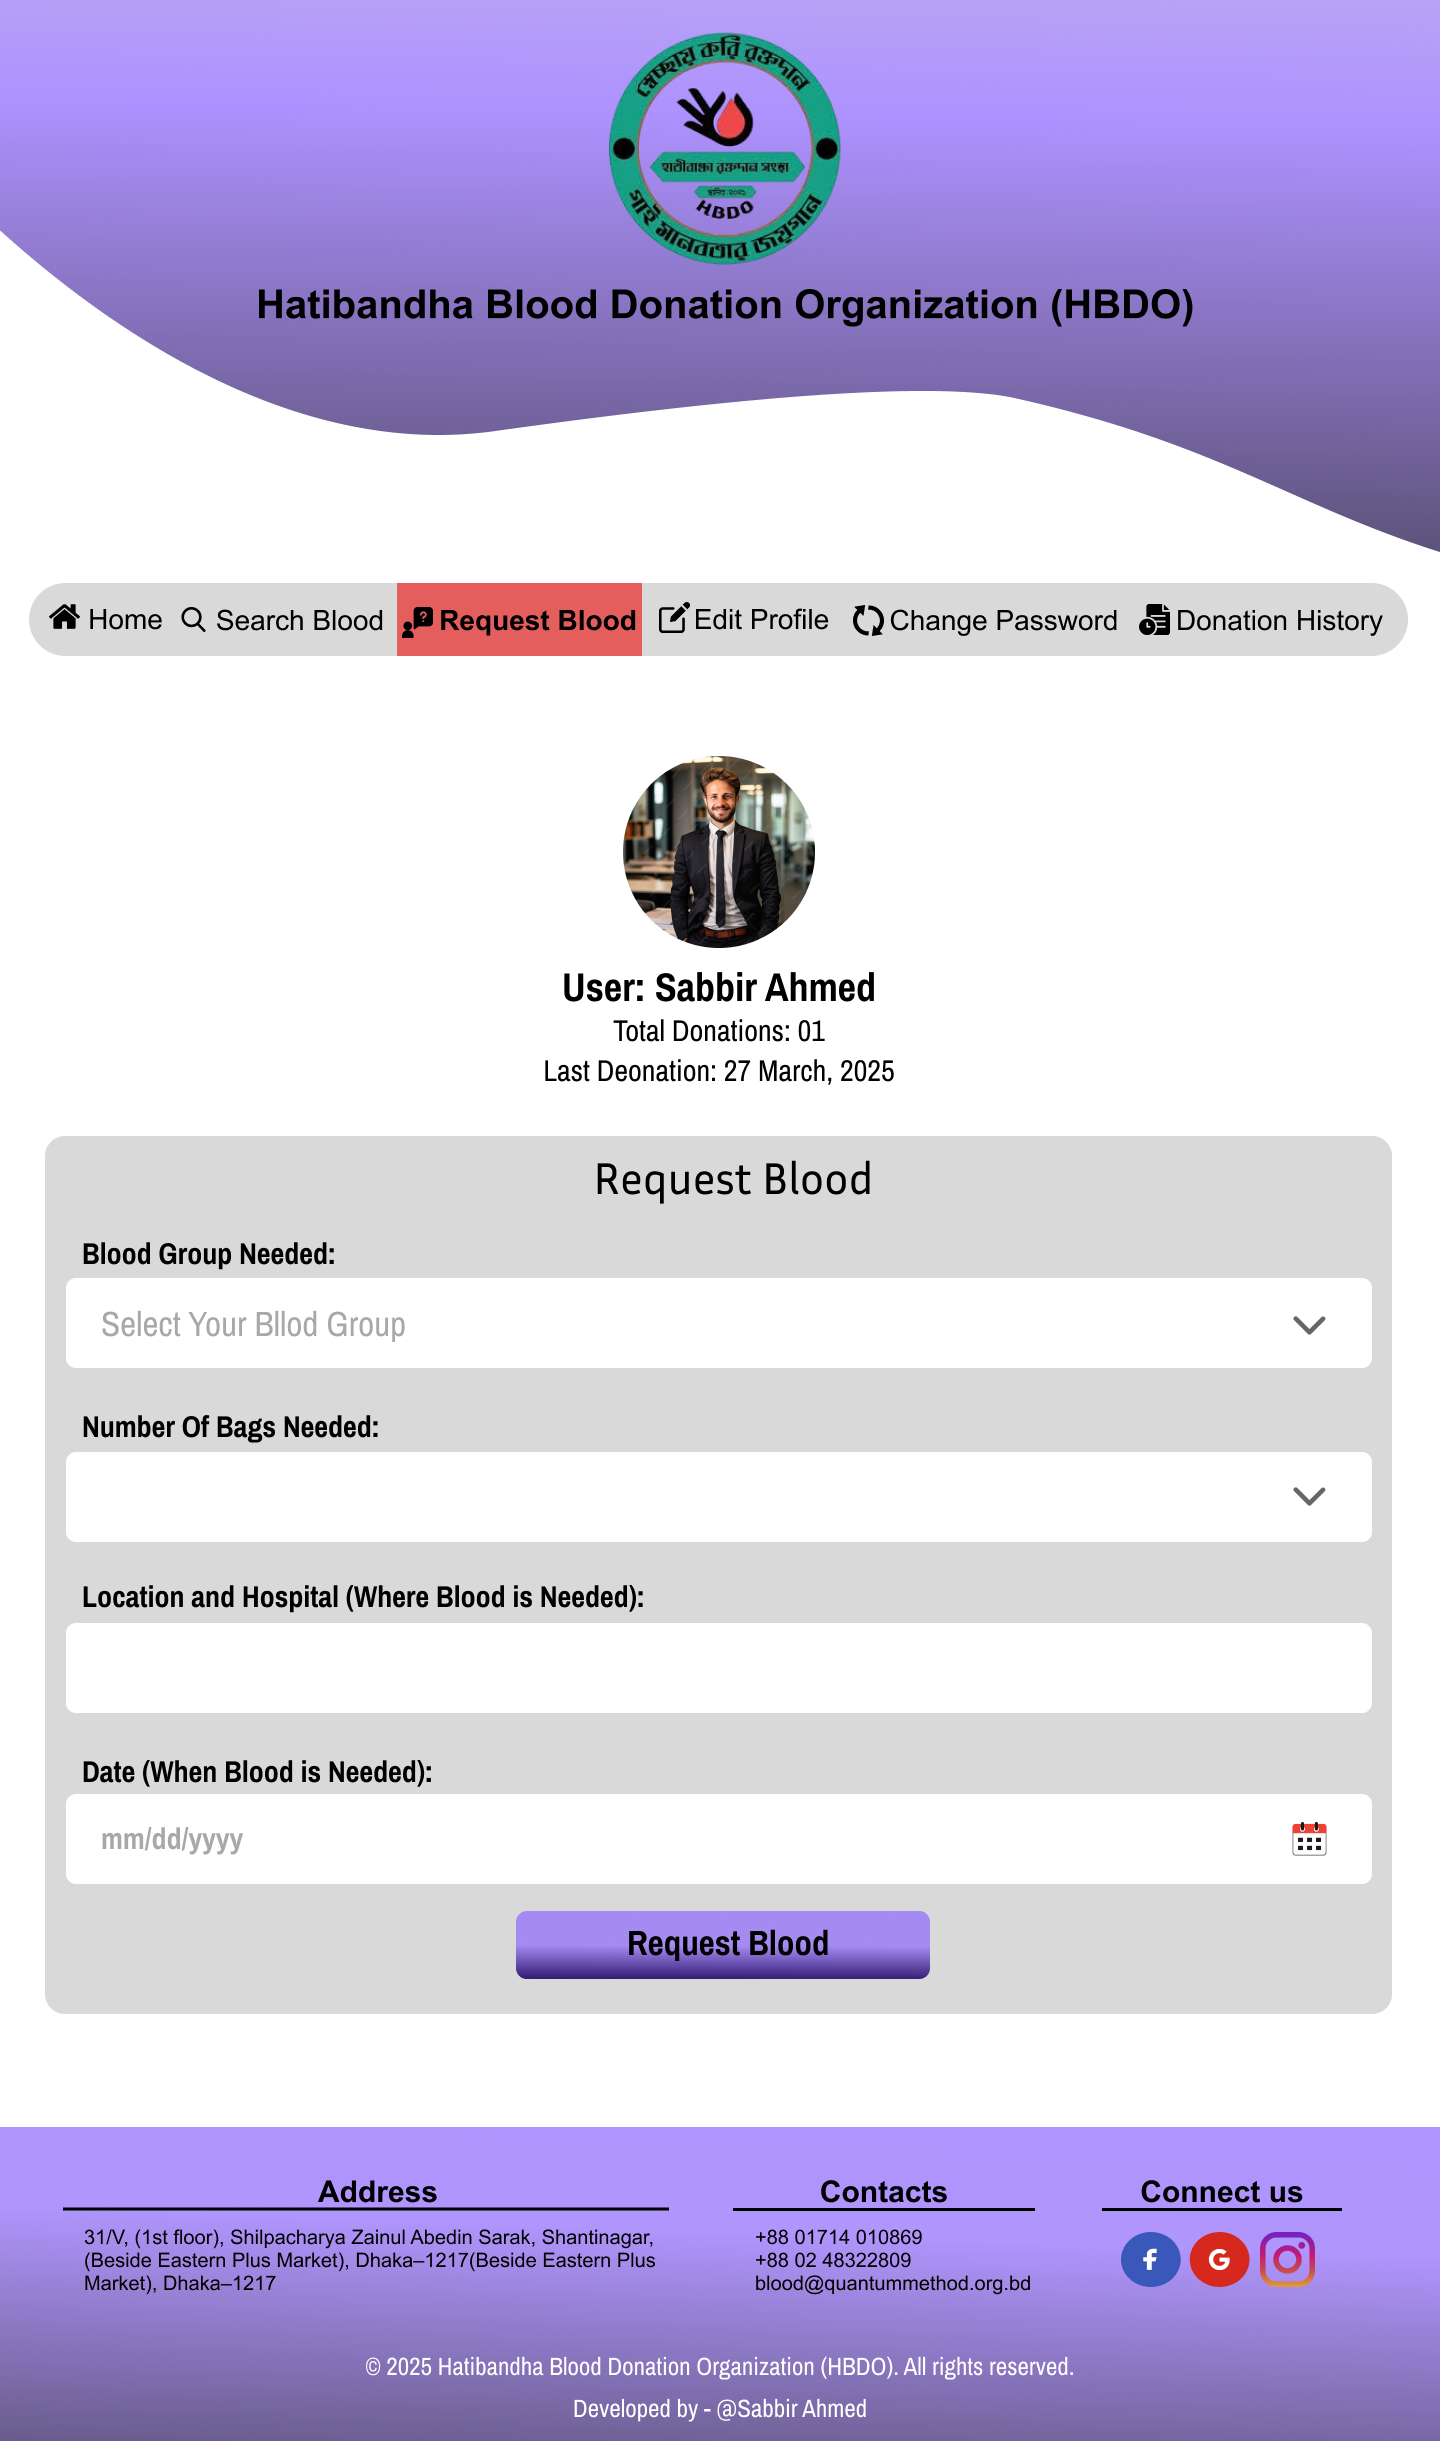 স্বেচ্ছায় করি রক্তদান
হাতীবান্ধা রক্তদান সংস্থা
স্থাপিত :২০২১
HBDO
গাই মানবতার জয়গান
Hatibandha Blood Donation Organization (HBDO)
Home Search Blood Request Blood Edit Profile Change Password Donation History
User: Sabbir Ahmed
Total Donations: 01
Last Deonation: 27 March, 2025
Request Blood
Blood Group Needed:
Select Your Bllod Group
Number Of Bags Needed:
Location and Hospital (Where Blood is Needed):
Date (When Blood is Needed):
mm/dd/yyyy
Request Blood
Address
31/V, (1st floor), Shilpacharya Zainul Abedin Sarak, Shantinagar,
(Beside Eastern Plus Market), Dhaka–1217(Beside Eastern Plus
Market), Dhaka–1217
Contacts
+88 01714 010869
+88 02 48322809
blood@quantummethod.org.bd
Connect us
© 2025 Hatibandha Blood Donation Organization (HBDO). All rights reserved.
Developed by - @Sabbir Ahmed